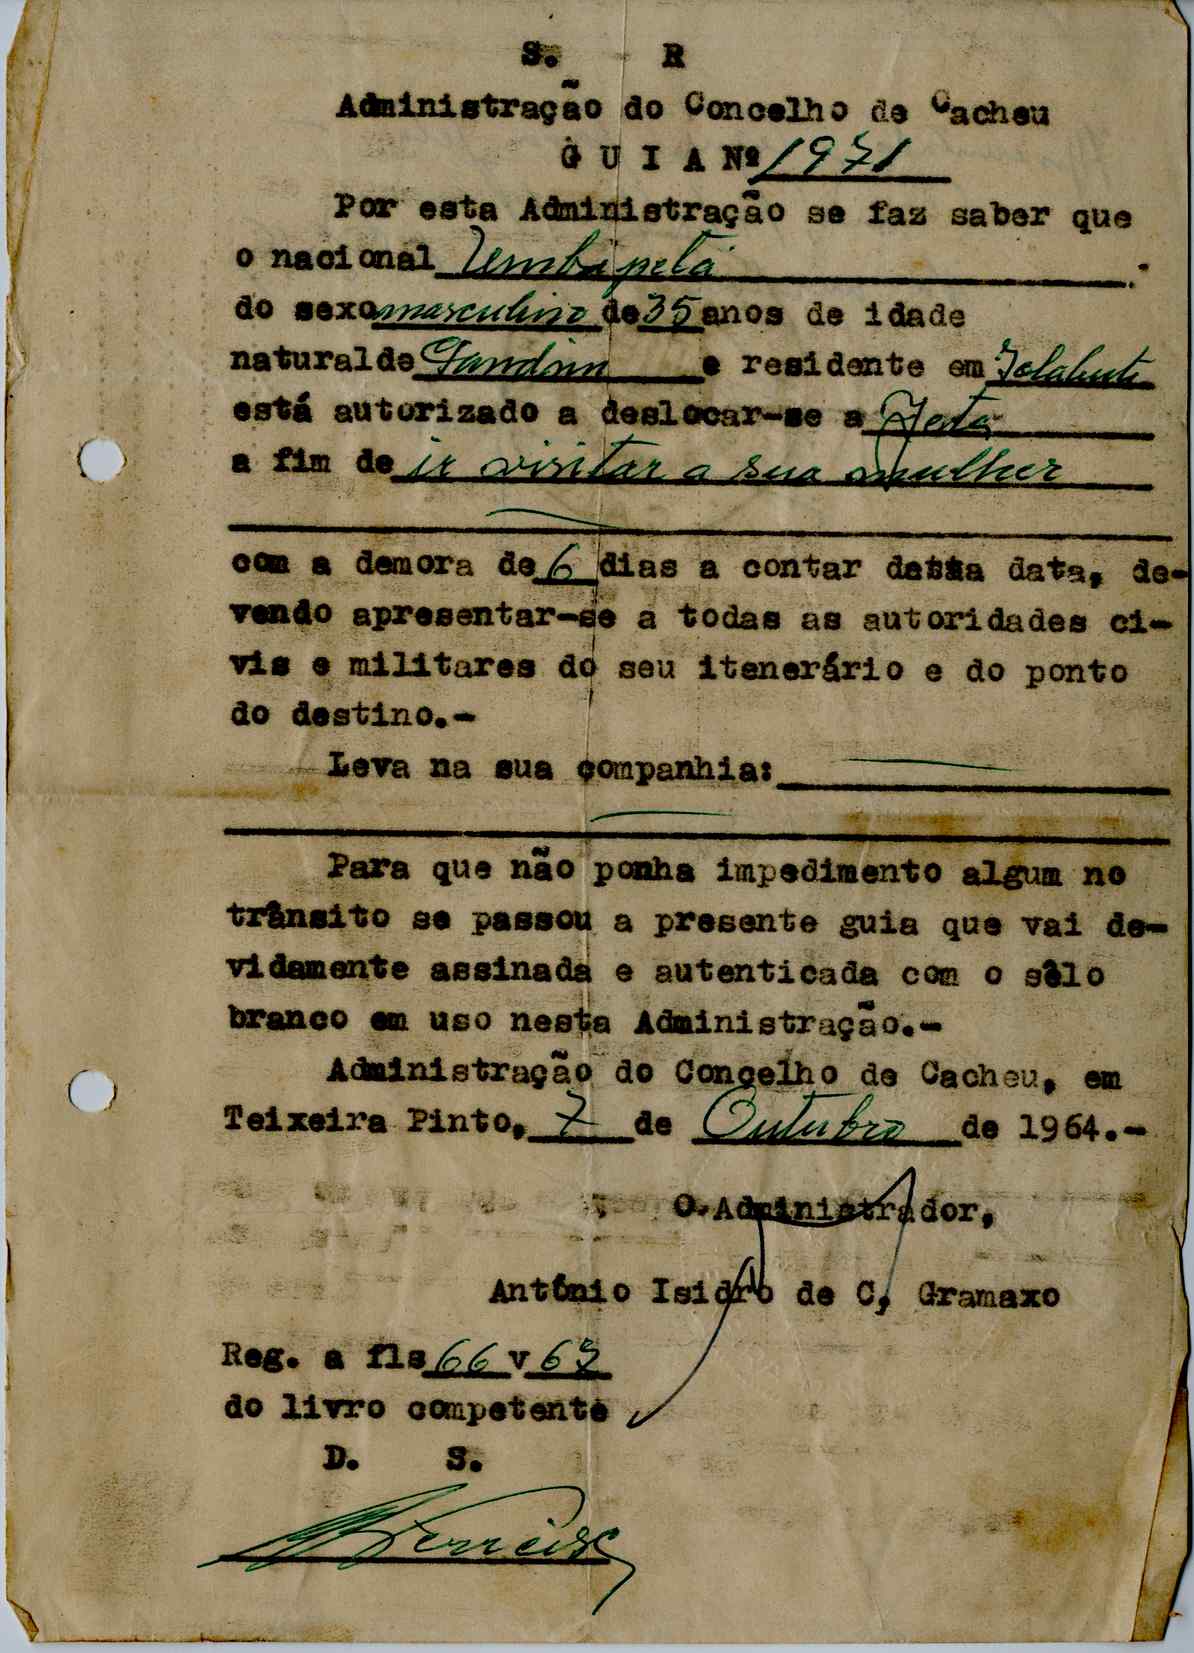 S. R
Administração do Concelho de Cacheu
G U I A Nº 1971
Por esta Administração se faz saber que
o nacional
do sexo masculino de 35 anos de idade
natural de e residente em
está autorizado a deslocar-se a
a fim de ir visitar a sua mulher
com a demora de 6 dias a contar desta data, de-
vendo apresentar-se a todas as autoridades ci-
vis e militares do seu itenerário e do ponto
do destino.-
Leva na sua companhia:
Para que não ponha impedimento algum no
trânsito se passou a presente guia que vai de-
vidamente assinada e autenticada com o sêlo
branco em uso nesta Administração.-
Administração do Concelho de Cacheu, em
Teixeira Pinto, 7 de Outubro de 1964.-
O Administrador,
António Isidro de C, Gramaxo
Reg. a fls 66 v 67
do livro competente
D. S.